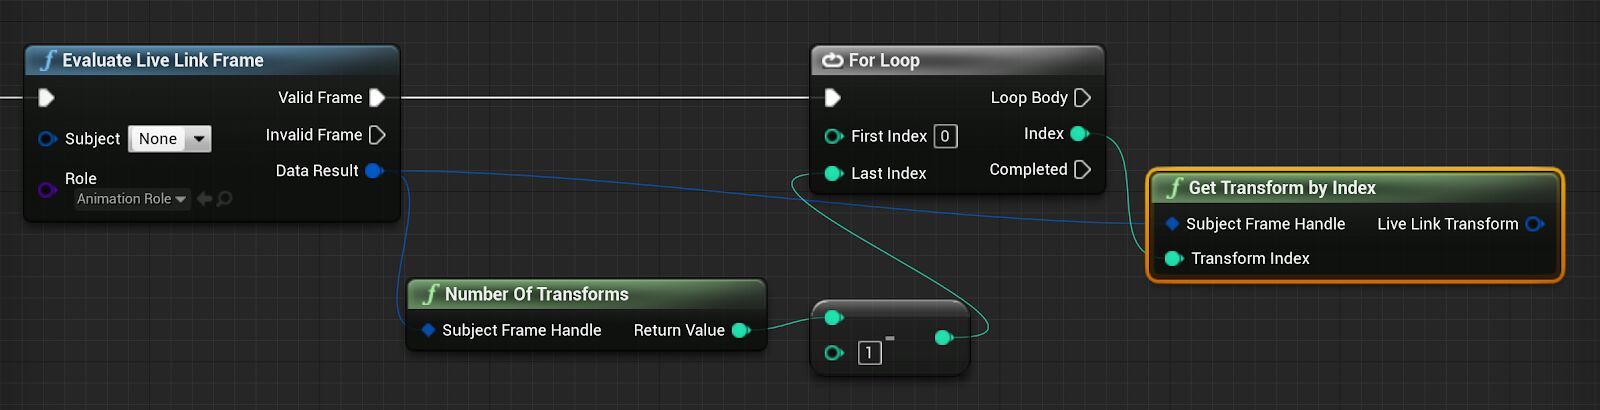 Evaluate Live Link Frame
Valid Frame
Subject None
Invalid Frame
Data Result
Role
Animation Role
For Loop
Loop Body
First Index 0
Index
Last Index
Completed
Get Transform by Index
Subject Frame Handle Live Link Transform
Transform Index
Number Of Transforms
Subject Frame Handle Return Value
-
1